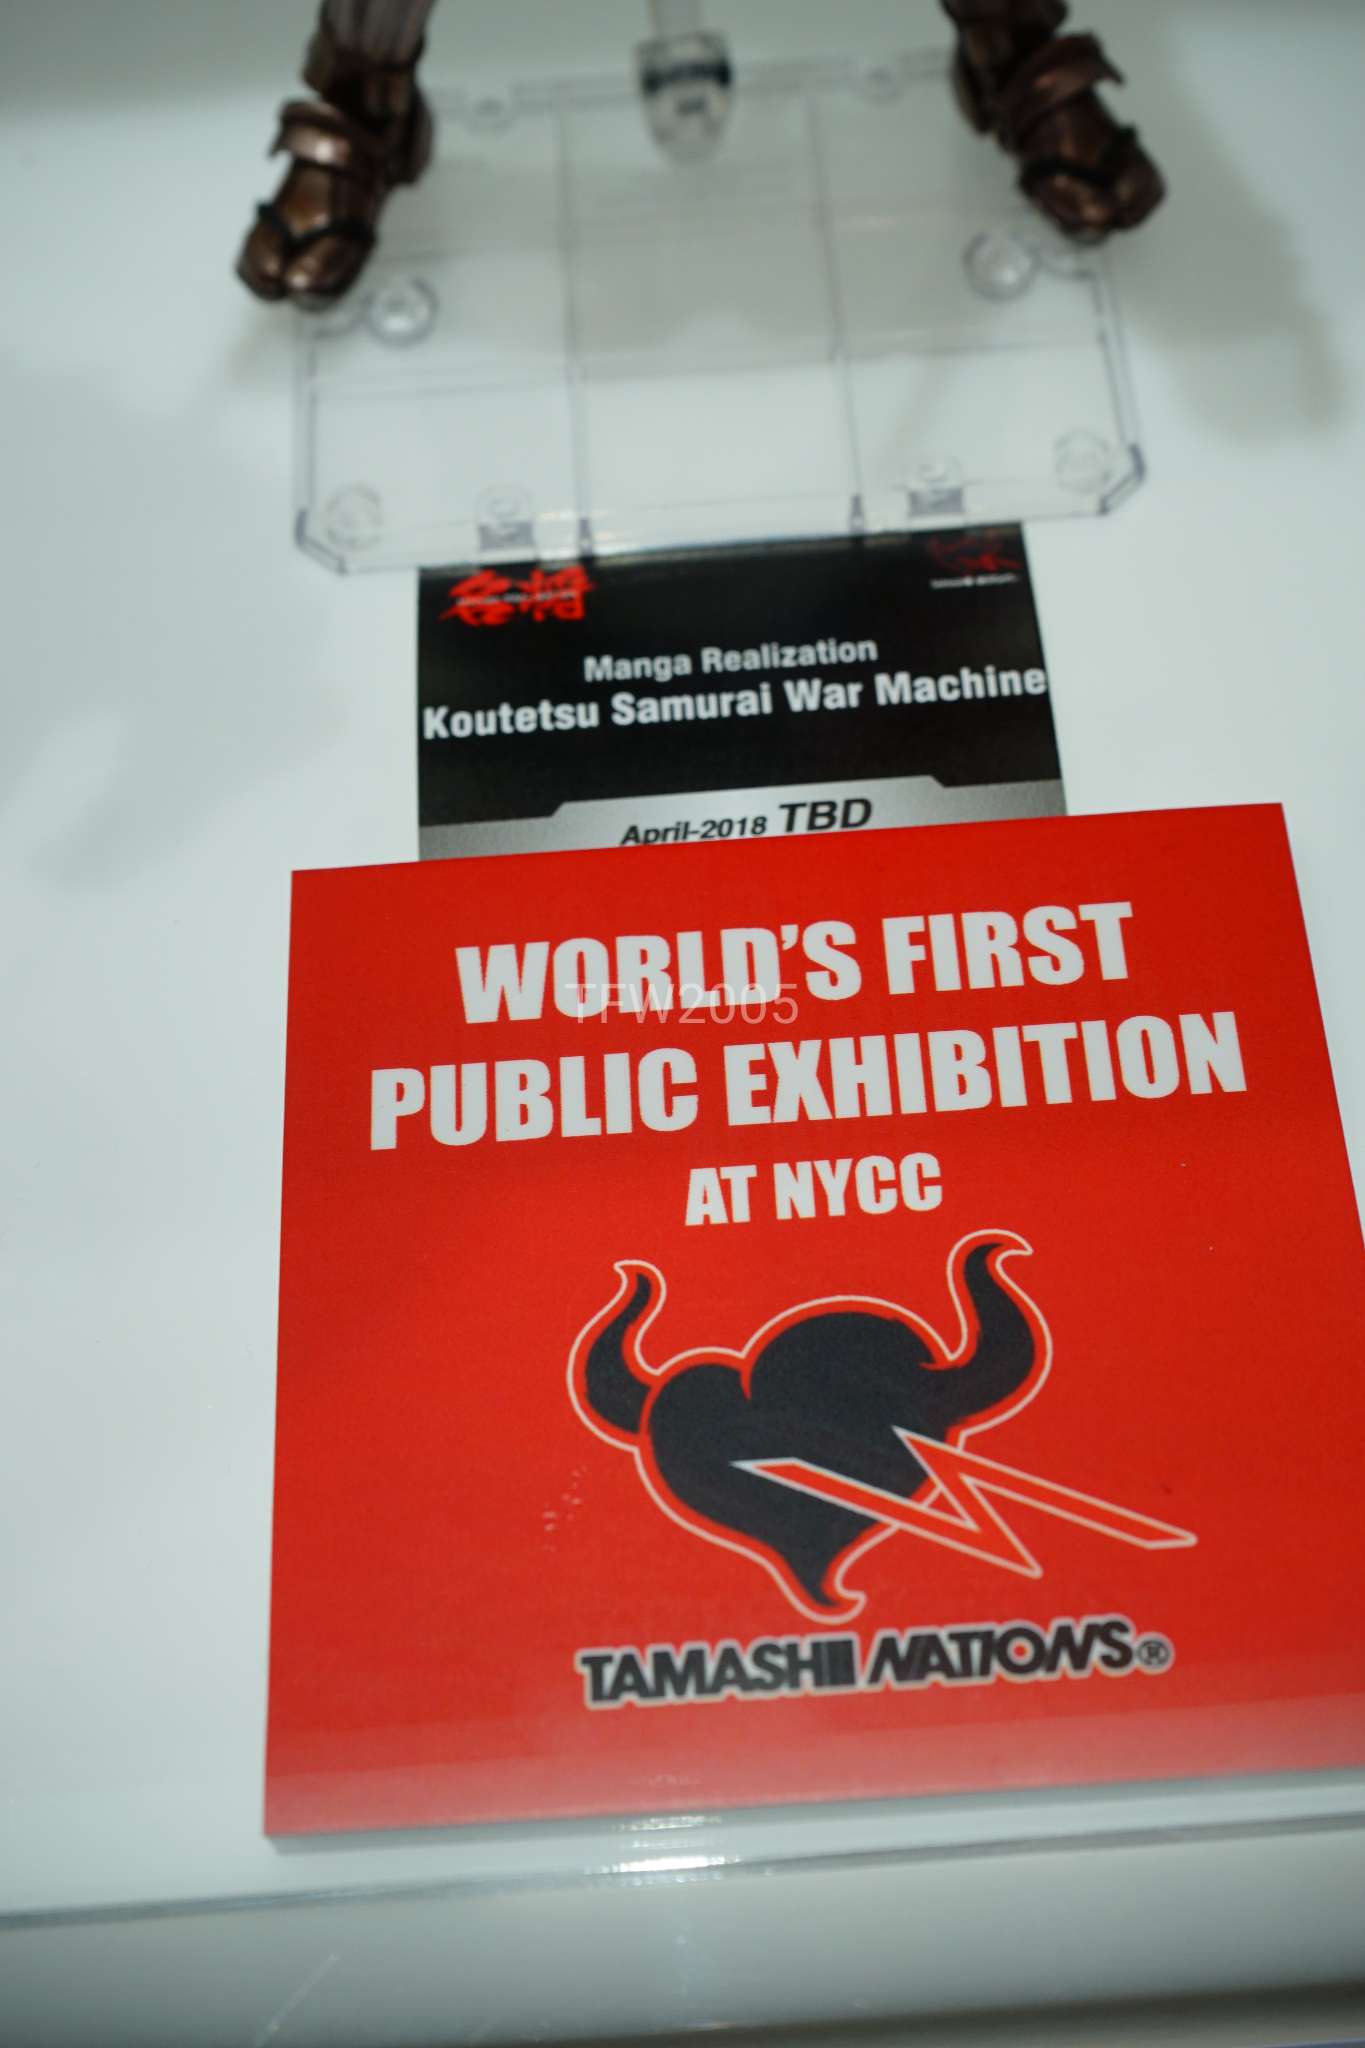 Manga Realization
Koutetsu Samurai War Machine
April-2018 TBD
WORLD'S FIRST
TFW2005
PUBLIC EXHIBITION
AT NYCC
TAMASHII NATIONS®